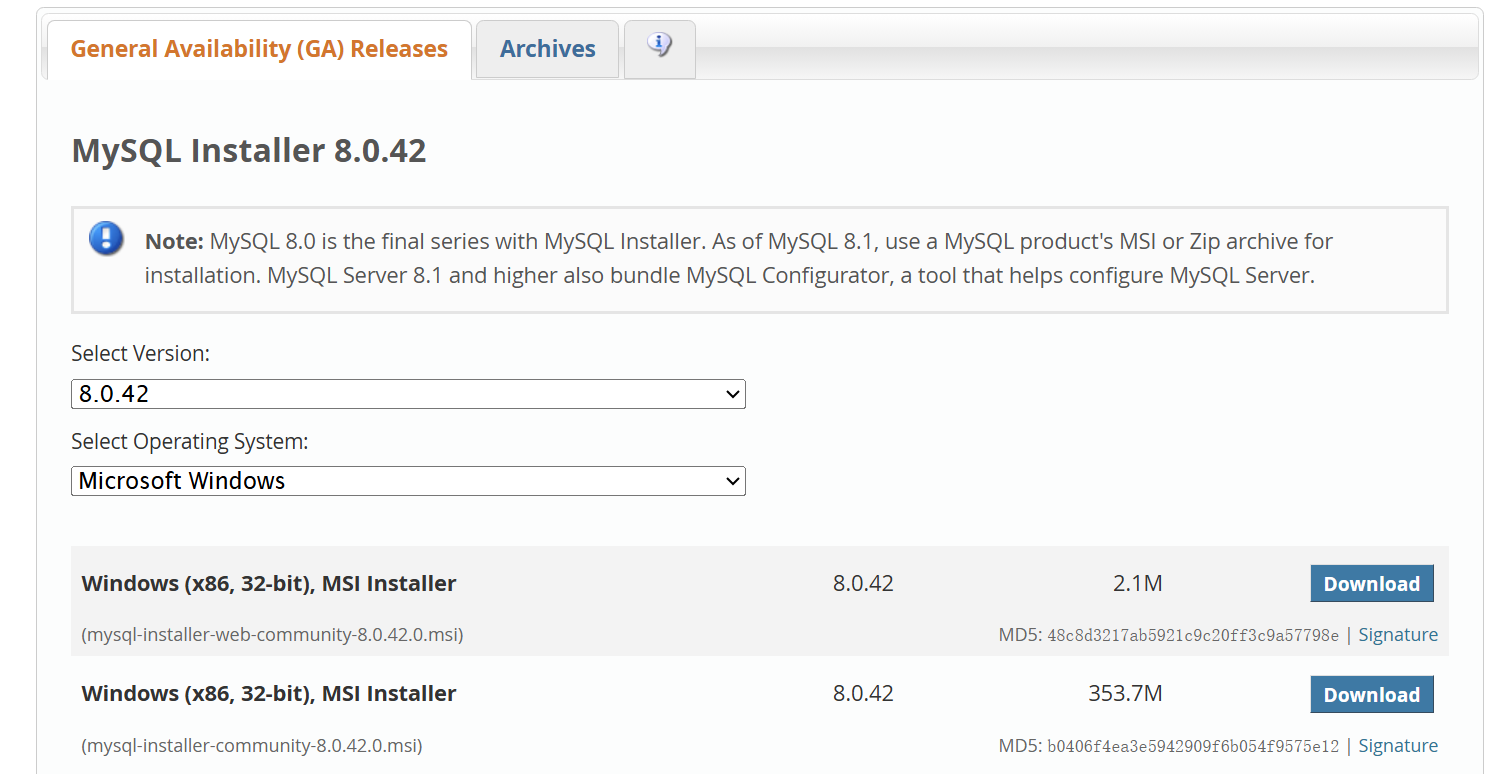 General Availability (GA) Releases
Archives
MySQL Installer 8.0.42
Note: MySQL 8.0 is the final series with MySQL Installer. As of MySQL 8.1, use a MySQL product's MSI or Zip archive for
installation. MySQL Server 8.1 and higher also bundle MySQL Configurator, a tool that helps configure MySQL Server.
Select Version:
8.0.42
Select Operating System:
Microsoft Windows
Windows (x86, 32-bit), MSI Installer 8.0.42 2.1M Download
(mysql-installer-web-community-8.0.42.0.msi) MD5: 48c8d3217ab5921c9c20ff3c9a57798e | Signature
Windows (x86, 32-bit), MSI Installer 8.0.42 353.7M Download
(mysql-installer-community-8.0.42.0.msi) MD5: b0406f4ea3e5942909f6b054f9575e12 | Signature